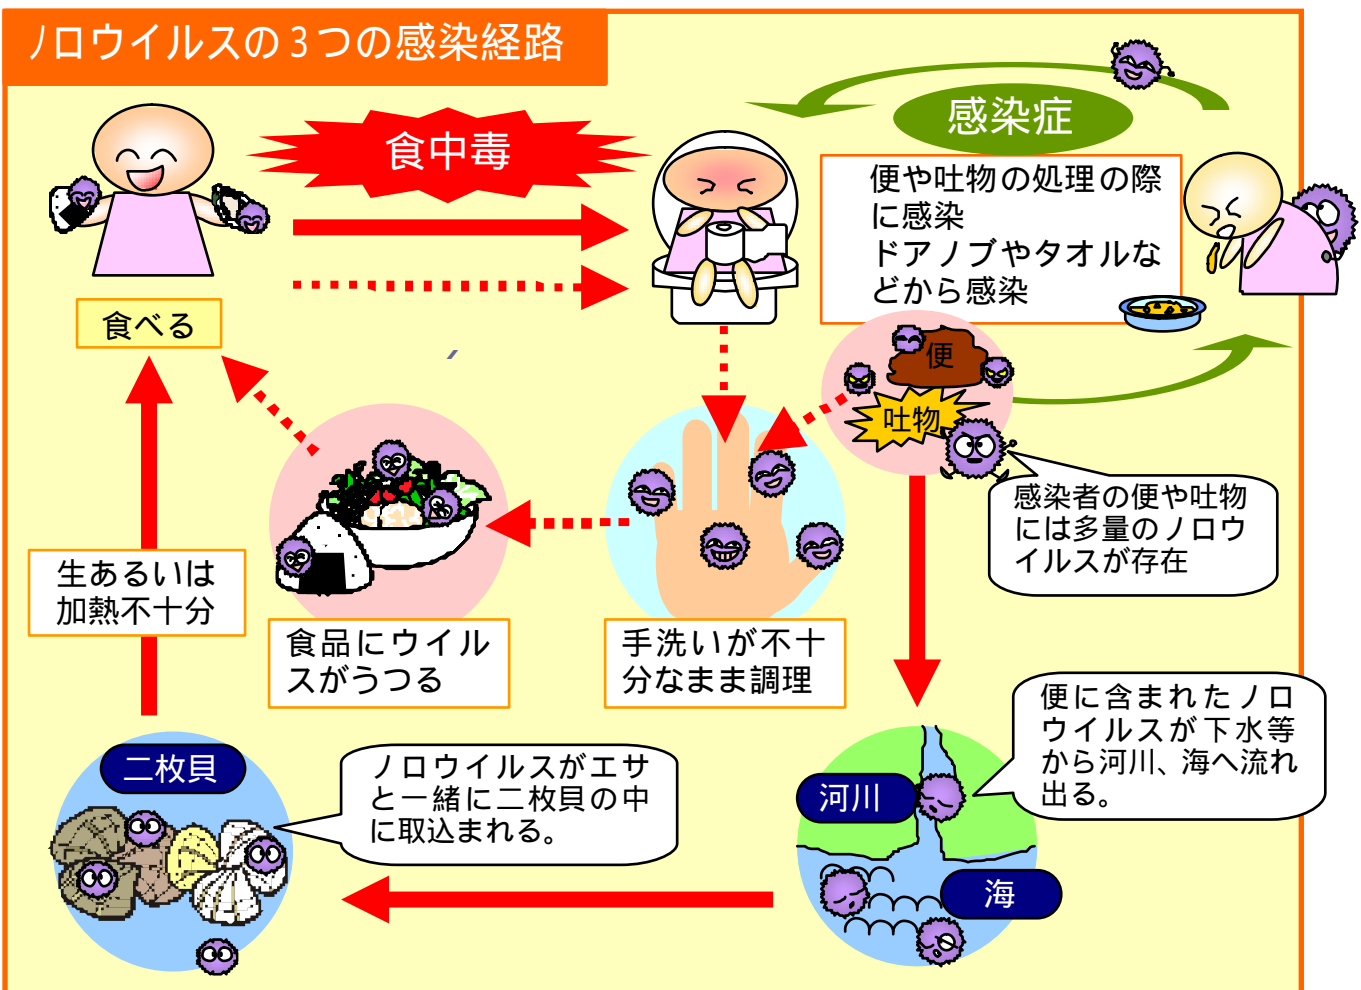 ノロウイルスの3つの感染経路
食中毒
感染症
便や吐物の処理の際
に感染
ドアノブやタオルな
どから感染
食べる
便
吐物
感染者の便や吐物
には多量のノロウ
イルスが存在
生あるいは
加熱不十分
食品にウイル
スがうつる
手洗いが不十
分なまま調理
便に含まれたノロ
ウイルスが下水等
から河川、海へ流れ
出る。
二枚貝
ノロウイルスがエサ
と一緒に二枚貝の中
に取込まれる。
河川
海